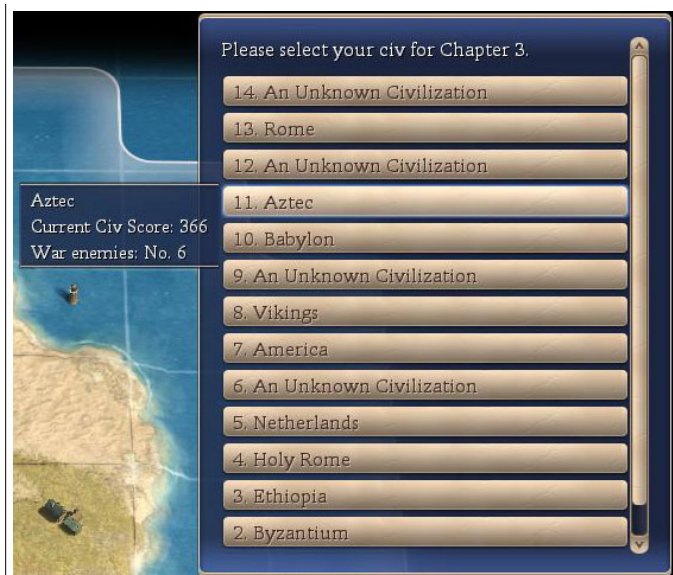 Please select your civ for Chapter 3.
14. An Unknown Civilization
13. Rome
12. An Unknown Civilization
11. Aztec
10. Babylon
9. An Unknown Civilization
8. Vikings
7. America
6. An Unknown Civilization
5. Netherlands
4. Holy Rome
3. Ethiopia
2. Byzantium
Aztec
Current Civ Score: 366
War enemies: No. 6